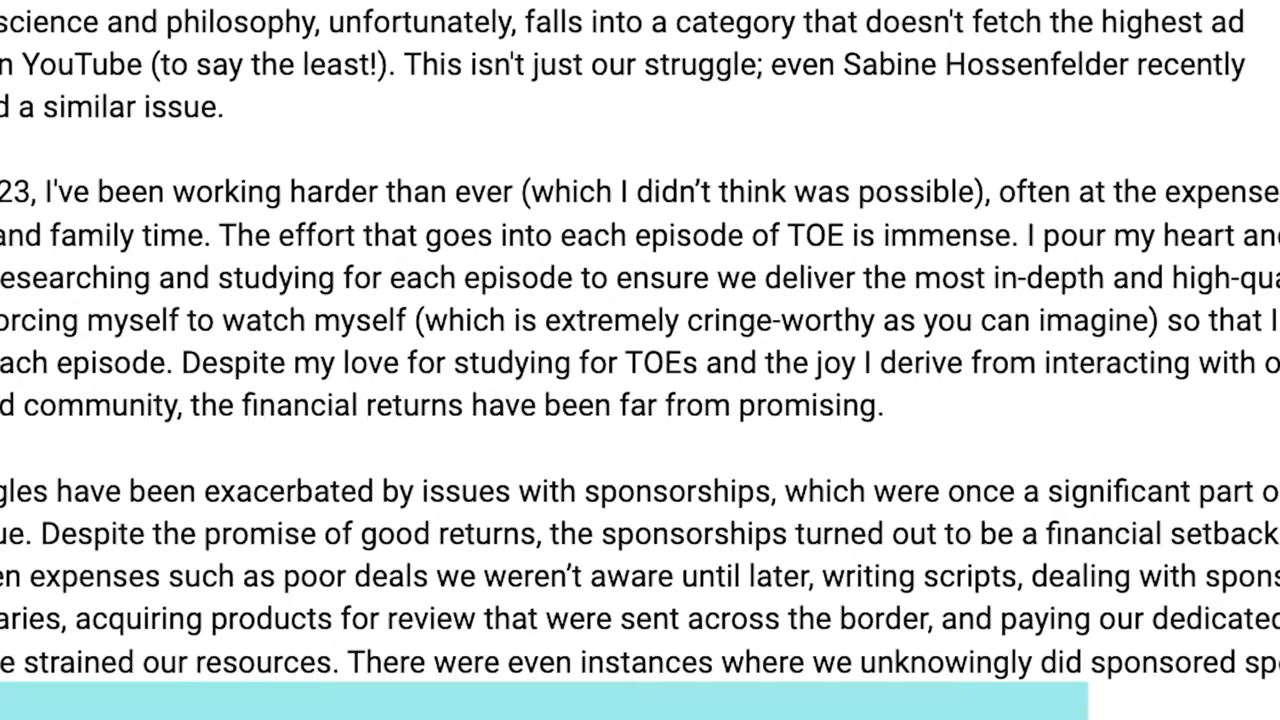 science and philosophy, unfortunately, falls into a category that doesn't fetch the highest ad
n YouTube (to say the least!). This isn't just our struggle; even Sabine Hossenfelder recently
d a similar issue.
23, I've been working harder than ever (which I didn’t think was possible), often at the expense
and family time. The effort that goes into each episode of TOE is immense. I pour my heart an
esearching and studying for each episode to ensure we deliver the most in-depth and high-qua
orcing myself to watch myself (which is extremely cringe-worthy as you can imagine) so that I
ach episode. Despite my love for studying for TOEs and the joy I derive from interacting with o
d community, the financial returns have been far from promising.
gles have been exacerbated by issues with sponsorships, which were once a significant part o
ue. Despite the promise of good returns, the sponsorships turned out to be a financial setback
en expenses such as poor deals we weren’t aware until later, writing scripts, dealing with spons
aries, acquiring products for review that were sent across the border, and paying our dedicated
e strained our resources. There were even instances where we unknowingly did sponsored sp